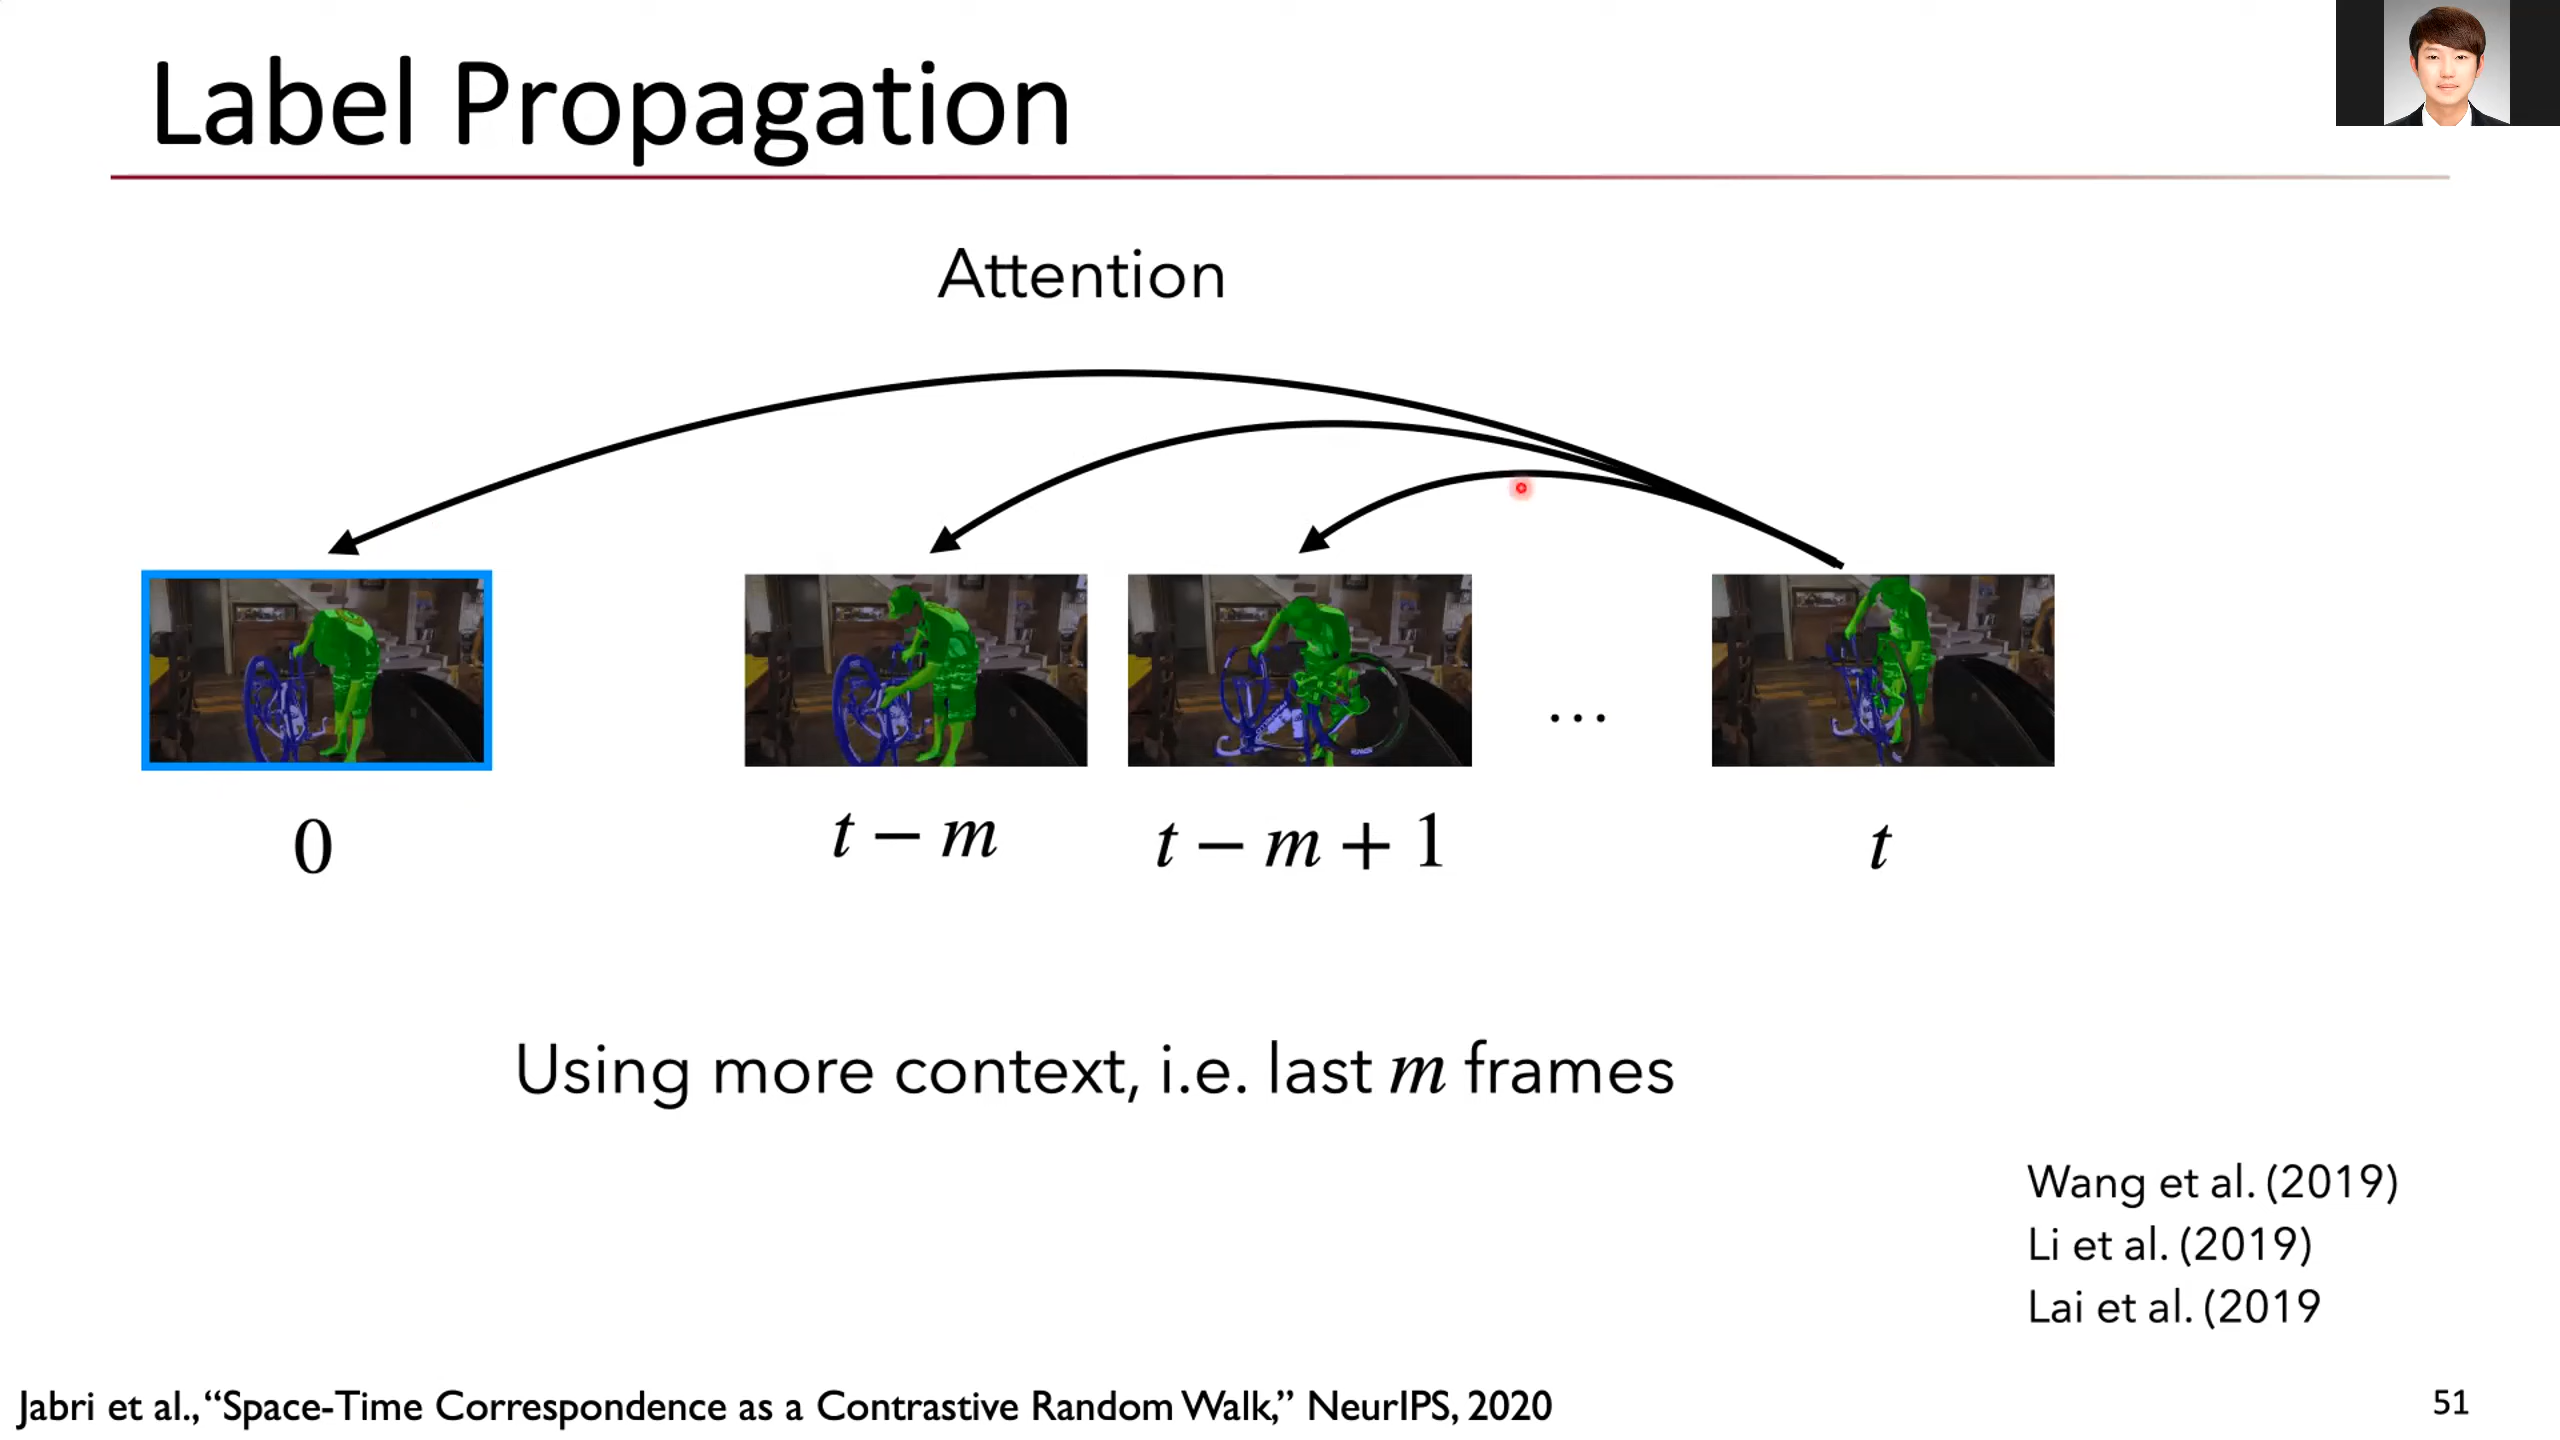 Label Propagation
Attention
...
0
t − m
t − m + 1
t
Using more context, i.e. last m frames
Wang et al. (2019)
Li et al. (2019)
Lai et al. (2019
Jabri et al., “Space-Time Correspondence as a Contrastive Random Walk,” NeurIPS, 2020
51